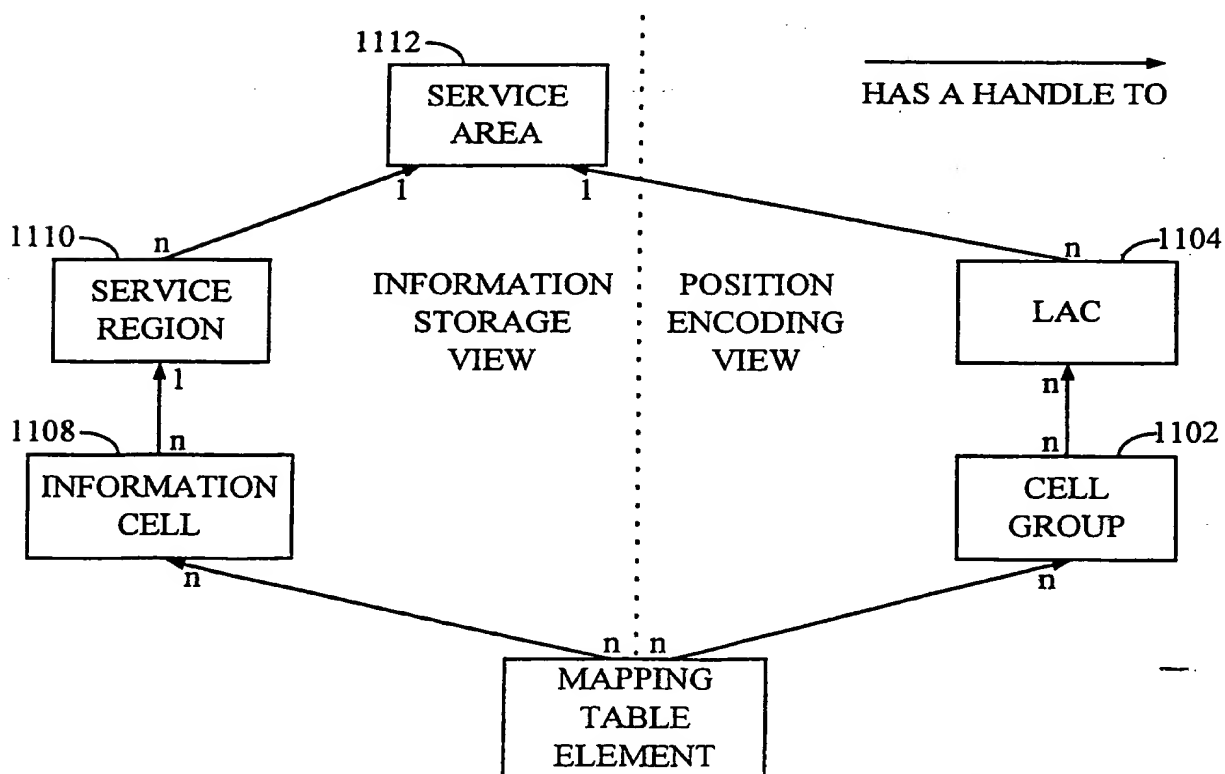 1112
SERVICE
AREA
HAS A HANDLE TO
1 1
1110
n
SERVICE
REGION
INFORMATION
STORAGE
VIEW
POSITION
ENCODING
VIEW
n
1104
LAC
1
n
1108
n
INFORMATION
CELL
n
1102
CELL
GROUP
n
n
n n
MAPPING
TABLE
ELEMENT